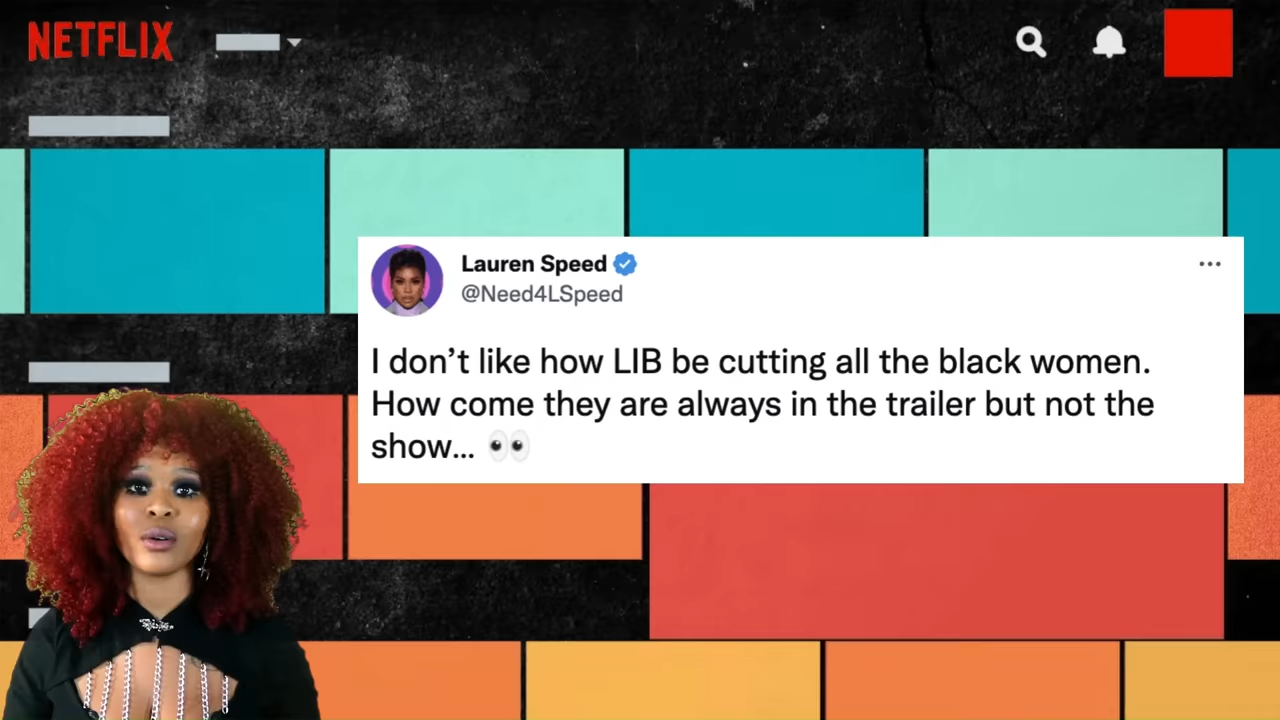 NETFLIX
Lauren Speed
@Need4LSpeed
I don’t like how LIB be cutting all the black women.
How come they are always in the trailer but not the
show... 👀